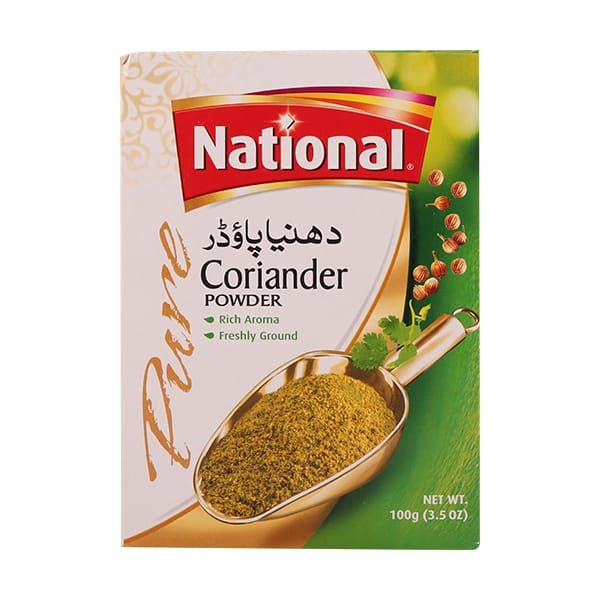 National®
دھنیا پاؤڈر
Coriander
POWDER
Rich Aroma
Freshly Ground
Pure
NET WT.
100g (3.5 OZ)